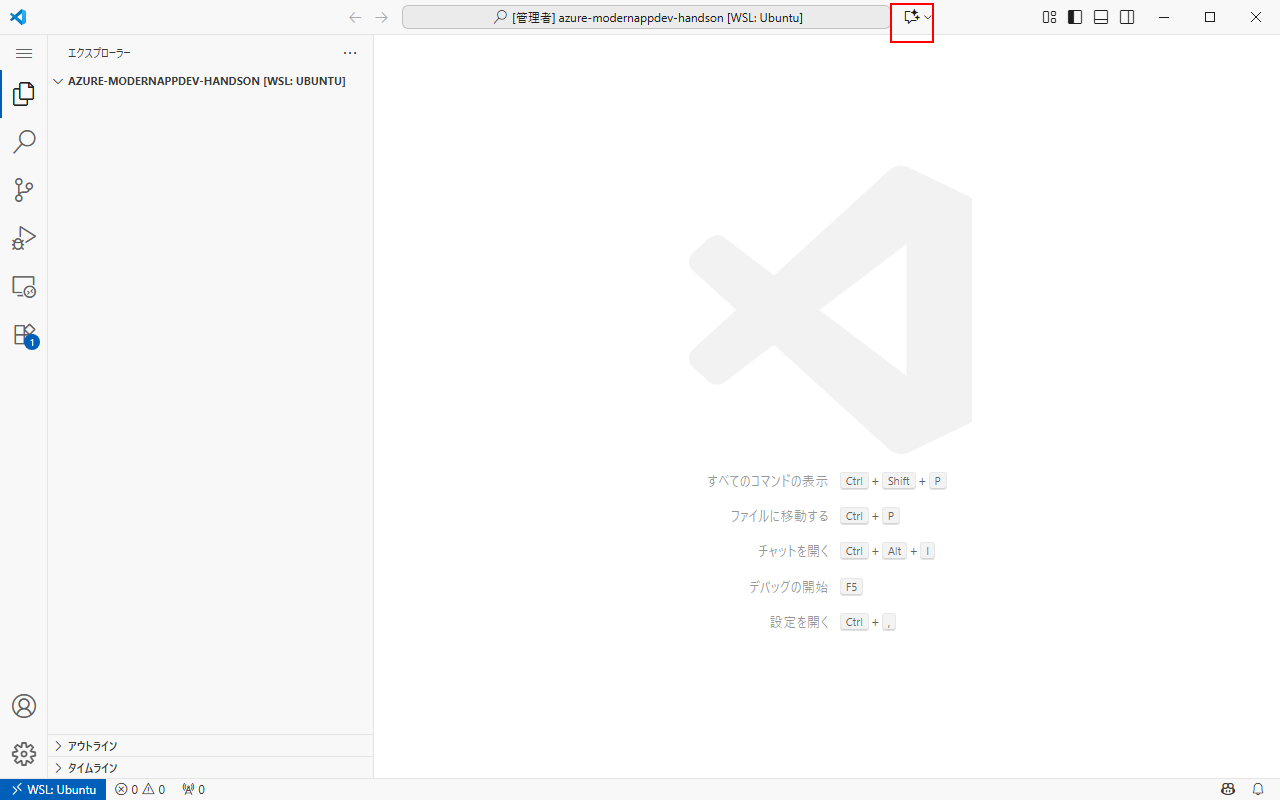 [管理者] azure-modernappdev-handson [WSL: Ubuntu]
エクスプローラー
AZURE-MODERNAPPDEV-HANDSON [WSL: UBUNTU]
1
すべてのコマンドの表示 Ctrl + Shift + P
ファイルに移動する Ctrl + P
チャットを開く Ctrl + Alt + I
デバッグの開始 F5
設定を開く Ctrl + ,
アウトライン
タイムライン
WSL: Ubuntu 0 0 0